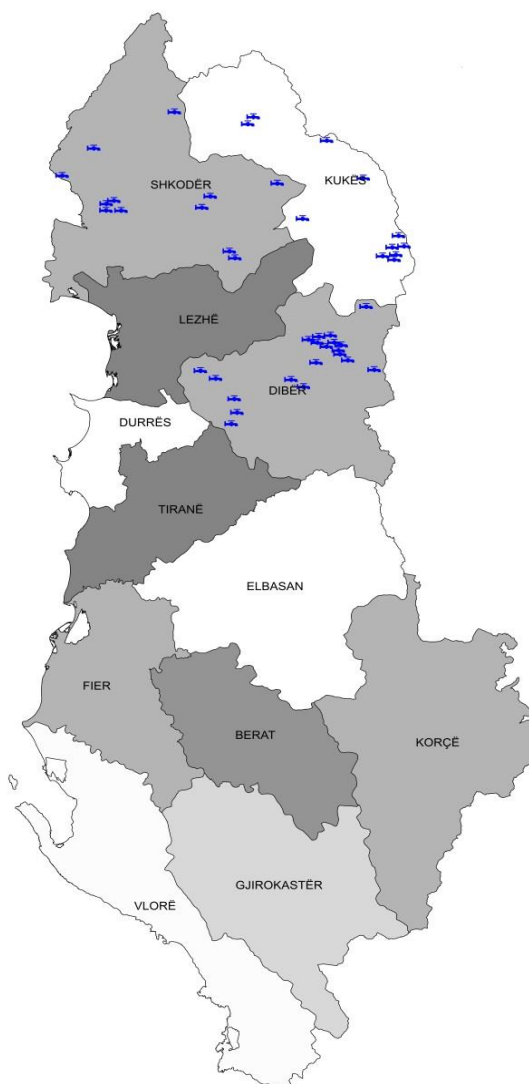 SHKODËR
KUKËS
LEZHË
DIBËR
DURRËS
TIRANË
ELBASAN
FIER
BERAT
KORÇË
GJIROKASTËR
VLORË